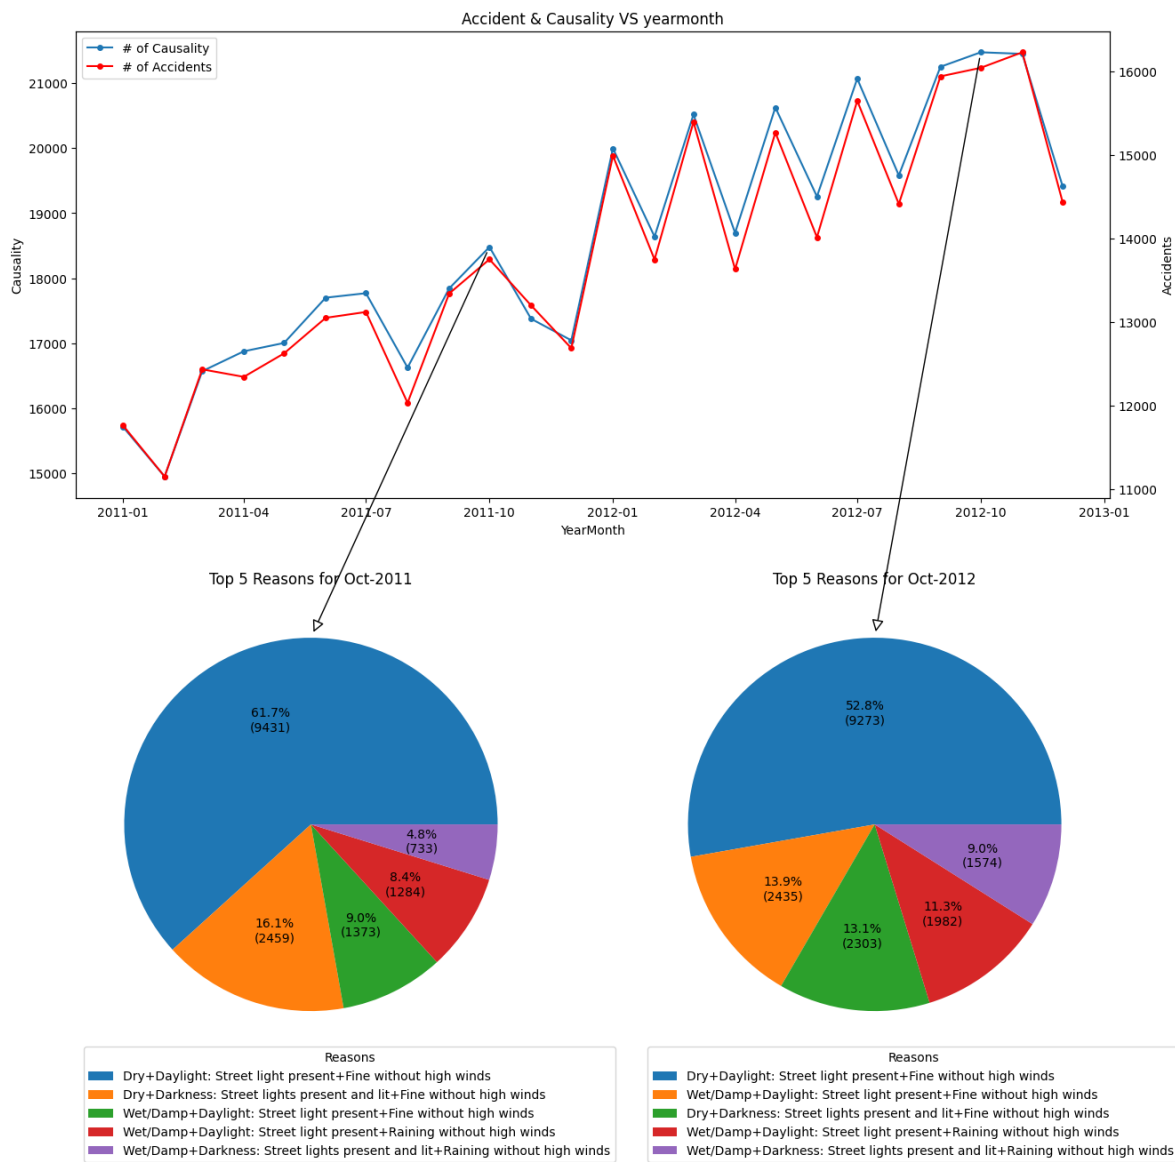 Accident & Causality VS yearmonth
# of Causality
# of Accidents
21000
20000
19000
18000
17000
16000
15000
Causality
16000
15000
14000
13000
12000
11000
Accidents
2011-01 2011-04 2011-07 2011-10 2012-01 2012-04 2012-07 2012-10 2013-01
YearMonth
Top 5 Reasons for Oct-2011
61.7%
(9431)
4.8%
(733)
8.4%
(1284)
9.0%
(1373)
16.1%
(2459)
Reasons
Dry+Daylight: Street light present+Fine without high winds
Dry+Darkness: Street lights present and lit+Fine without high winds
Wet/Damp+Daylight: Street light present+Fine without high winds
Wet/Damp+Daylight: Street light present+Raining without high winds
Wet/Damp+Darkness: Street lights present and lit+Raining without high winds
Top 5 Reasons for Oct-2012
52.8%
(9273)
9.0%
(1574)
13.9%
(2435)
11.3%
(1982)
13.1%
(2303)
Reasons
Dry+Daylight: Street light present+Fine without high winds
Wet/Damp+Daylight: Street light present+Fine without high winds
Dry+Darkness: Street lights present and lit+Fine without high winds
Wet/Damp+Daylight: Street light present+Raining without high winds
Wet/Damp+Darkness: Street lights present and lit+Raining without high winds